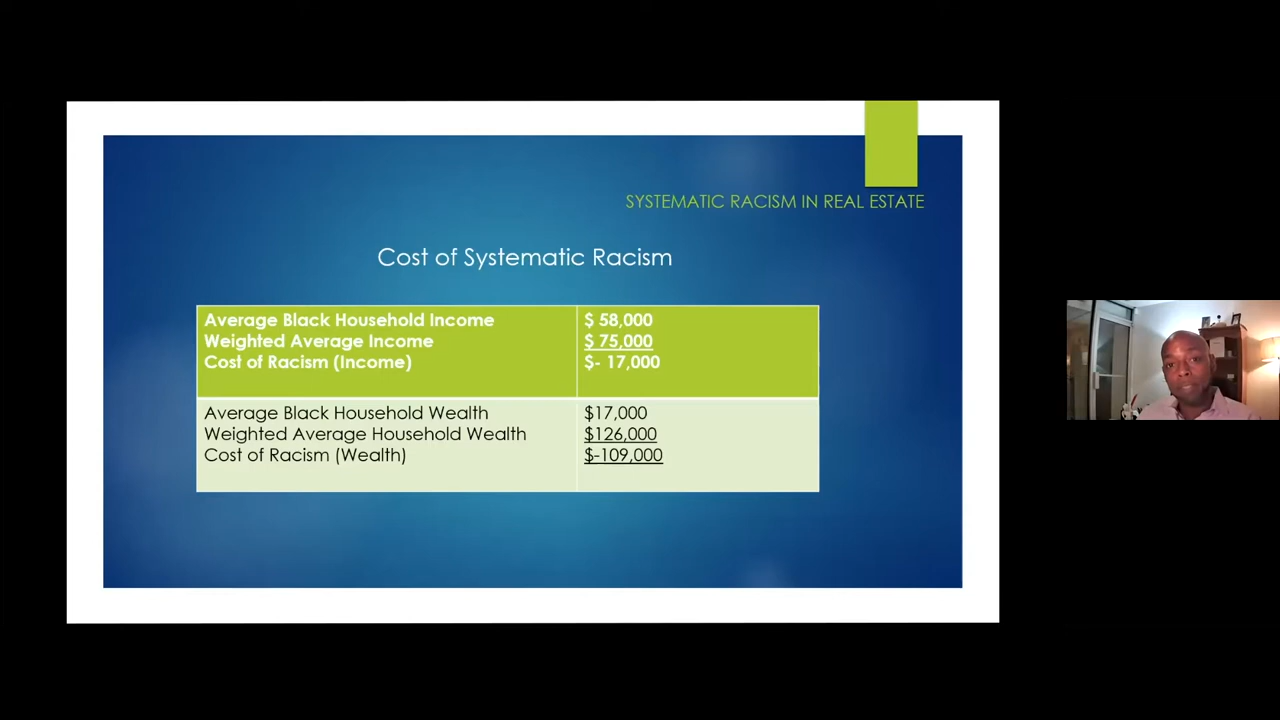 SYSTEMATIC RACISM IN REAL ESTATE
Cost of Systematic Racism
Average Black Household Income $ 58,000
Weighted Average Income $ 75,000
Cost of Racism (Income) $- 17,000
Average Black Household Wealth $17,000
Weighted Average Household Wealth $126,000
Cost of Racism (Wealth) $-109,000